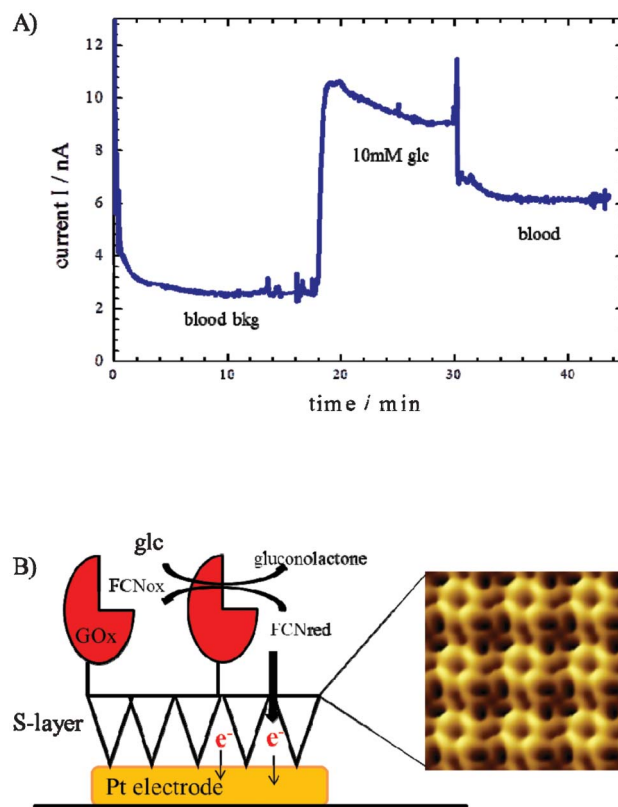 A)
12
10
8
6
4
2
0
current I / nA
10mM glc
blood
blood bkg
0 10 20 30 40
time / min
B)
glc
gluconolactone
FCNox
GOx
FCNred
S-layer
e- e-
Pt electrode